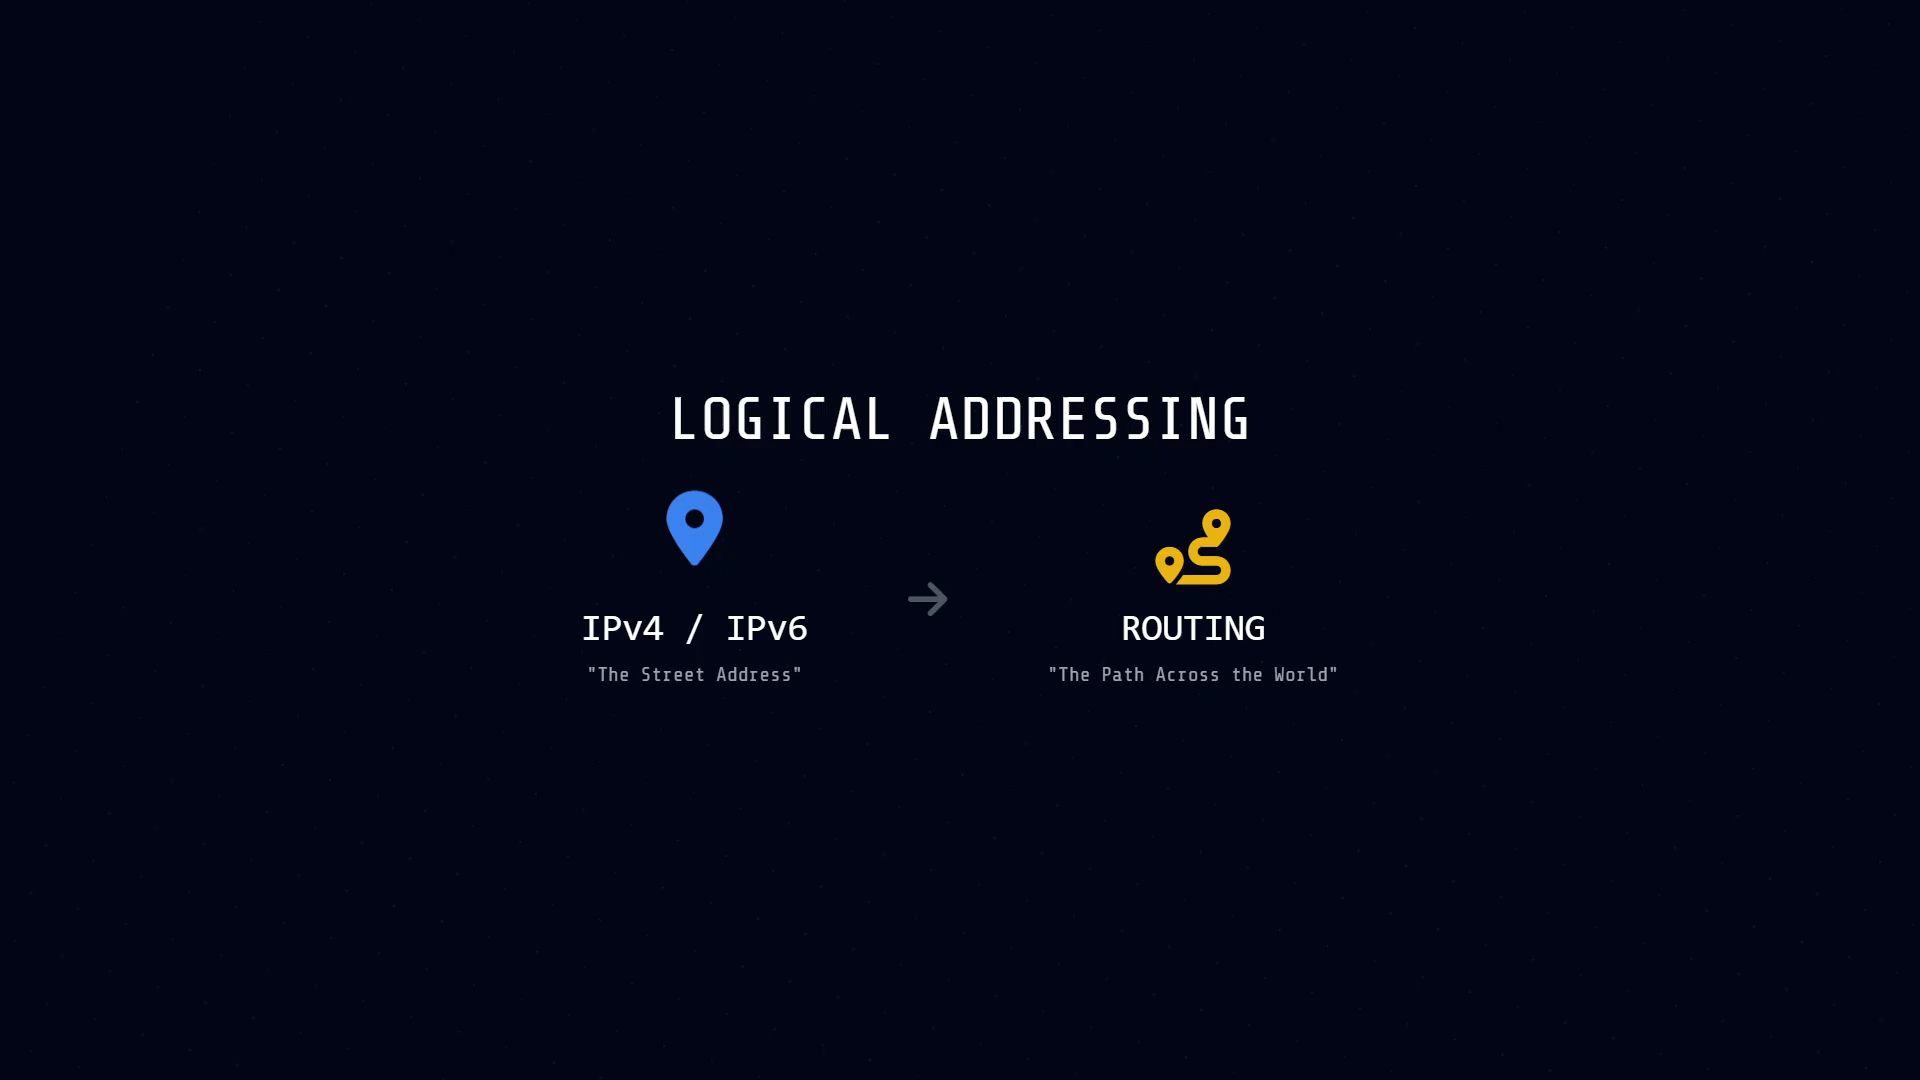 LOGICAL ADDRESSING
IPv4 / IPv6
"The Street Address"
ROUTING
"The Path Across the World"